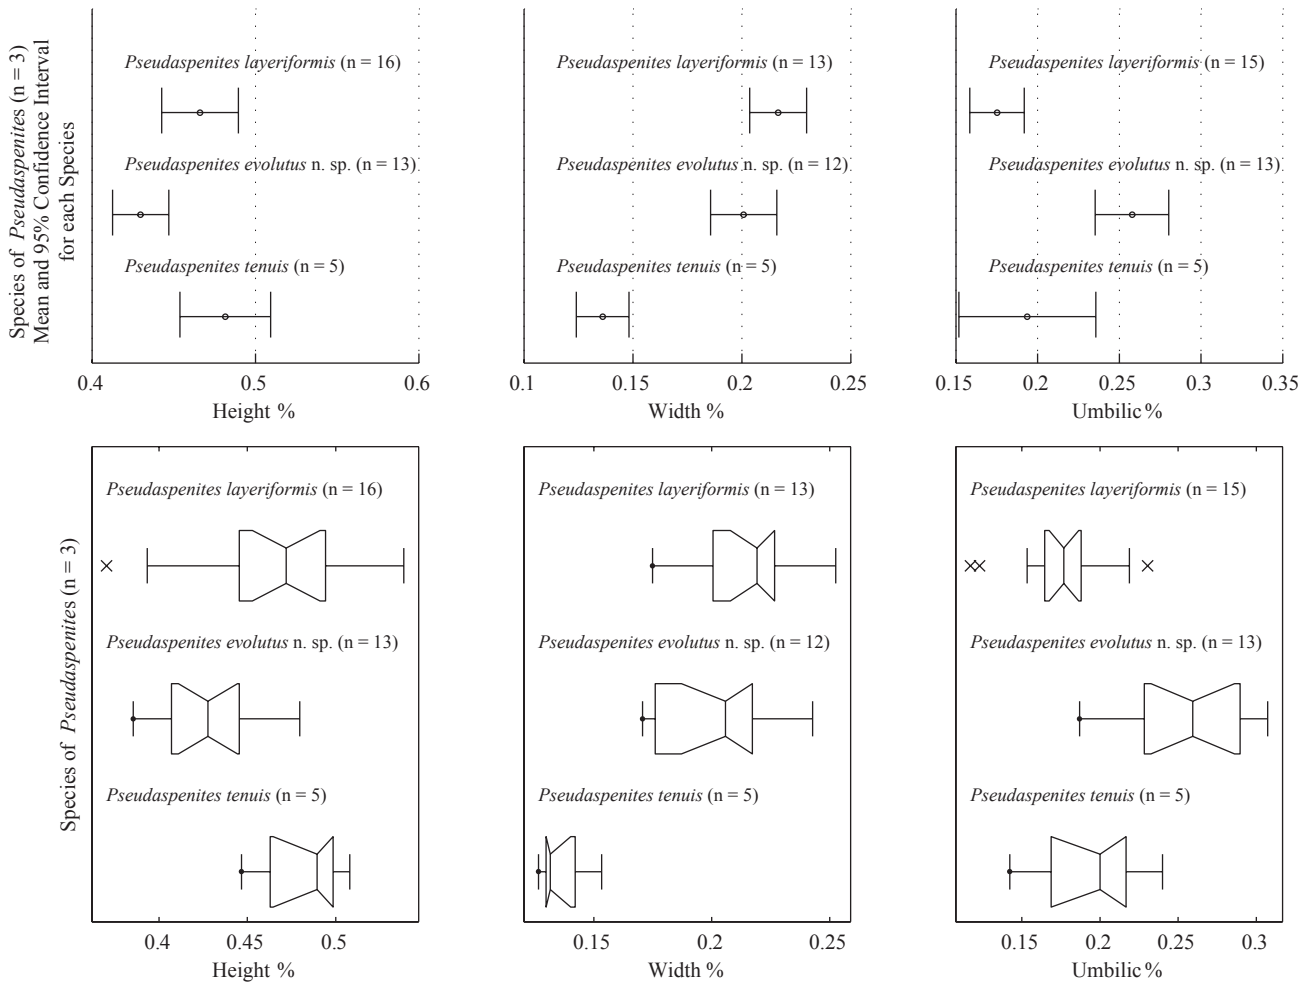 Species of Pseudaspenites (n = 3)
Mean and 95% Confidence Interval
for each Species
Pseudaspenites layeriformis (n = 16)
Pseudaspenites evolutus n. sp. (n = 13)
Pseudaspenites tenuis (n = 5)
0.4 0.5 0.6
Height %
Pseudaspenites layeriformis (n = 13)
Pseudaspenites evolutus n. sp. (n = 12)
Pseudaspenites tenuis (n = 5)
0.1 0.15 0.2 0.25
Width %
Pseudaspenites layeriformis (n = 15)
Pseudaspenites evolutus n. sp. (n = 13)
Pseudaspenites tenuis (n = 5)
0.15 0.2 0.25 0.3 0.35
Umbilic %
Species of Pseudaspenites (n = 3)
Pseudaspenites layeriformis (n = 16)
Pseudaspenites evolutus n. sp. (n = 13)
Pseudaspenites tenuis (n = 5)
0.4 0.45 0.5
Height %
Pseudaspenites layeriformis (n = 13)
Pseudaspenites evolutus n. sp. (n = 12)
Pseudaspenites tenuis (n = 5)
0.15 0.2 0.25
Width %
Pseudaspenites layeriformis (n = 15)
Pseudaspenites evolutus n. sp. (n = 13)
Pseudaspenites tenuis (n = 5)
0.15 0.2 0.25 0.3
Umbilic %